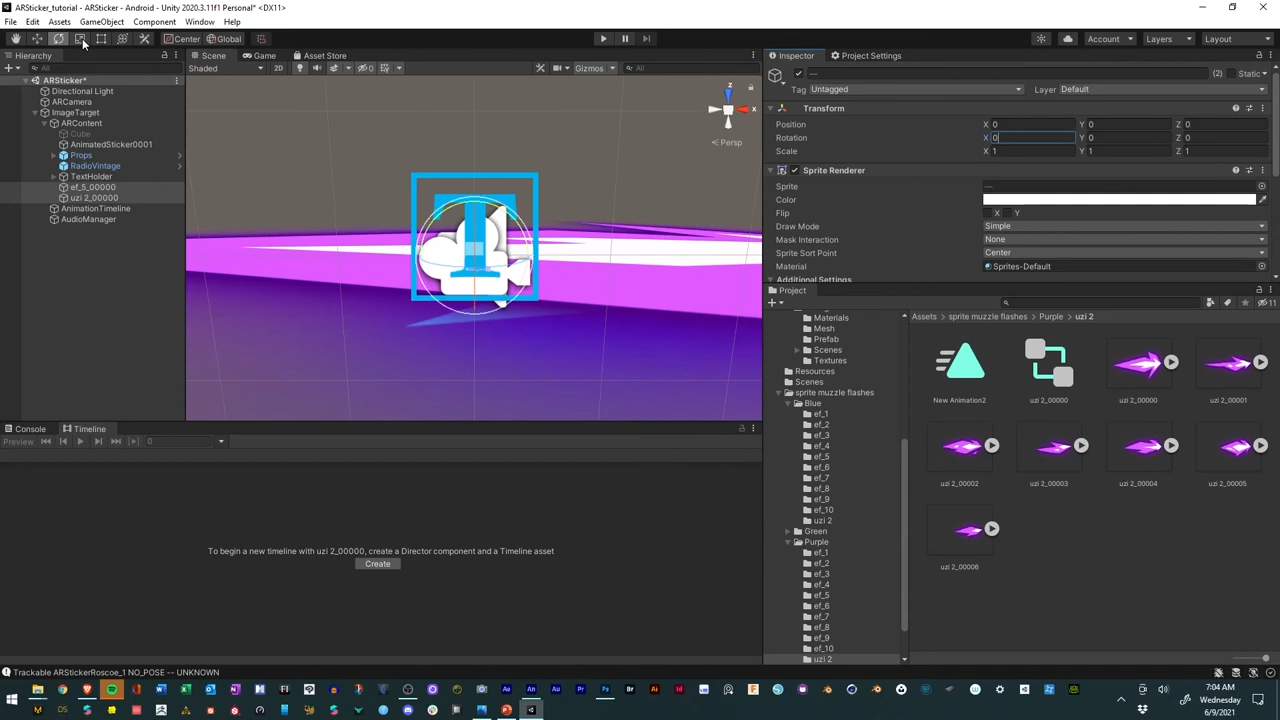 ARSticker_tutorial - ARSticker - Android - Unity 2020.3.11f1 Personal* <DX11>
File Edit Assets GameObject Component Window Help
Center Global Account Layers Layout
Hierarchy
All
ARSticker*
Directional Light
ARCamera
ImageTarget
ARContent
Cube
AnimatedSticker0001
Props
RadioVintage
TextHolder
ef_5_00000
uzi 2_00000
AnimationTimeline
AudioManager
Scene Game Asset Store
Shaded 2D 0 Gizmos All
z x
Persp
Inspector Project Settings
— (2) Static
Tag Untagged Layer Default
Transform
Position X 0 Y 0 Z 0
Rotation X 0 Y 0 Z 0
Scale X 1 Y 1 Z 1
Sprite Renderer
Sprite —
Color
Flip X Y
Draw Mode Simple
Mask Interaction None
Sprite Sort Point Center
Material Sprites-Default
Additional Settings
Project
11
Materials
Mesh
Prefab
Scenes
Textures
Resources
Scenes
sprite muzzle flashes
Blue
ef_1
ef_2
ef_3
ef_4
ef_5
ef_6
ef_7
ef_8
ef_9
ef_10
uzi 2
Green
Purple
ef_1
ef_2
ef_3
ef_4
ef_5
ef_6
ef_7
ef_8
ef_9
ef_10
uzi 2
Assets sprite muzzle flashes Purple uzi 2
New Animation2 uzi 2_00000 uzi 2_00000 uzi 2_00001
uzi 2_00002 uzi 2_00003 uzi 2_00004 uzi 2_00005
uzi 2_00006
Console Timeline
Preview 0
To begin a new timeline with uzi 2_00000, create a Director component and a Timeline asset
Create
Trackable ARStickerRoscoe_1 NO_POSE -- UNKNOWN
7:04 AM
Wednesday
6/9/2021